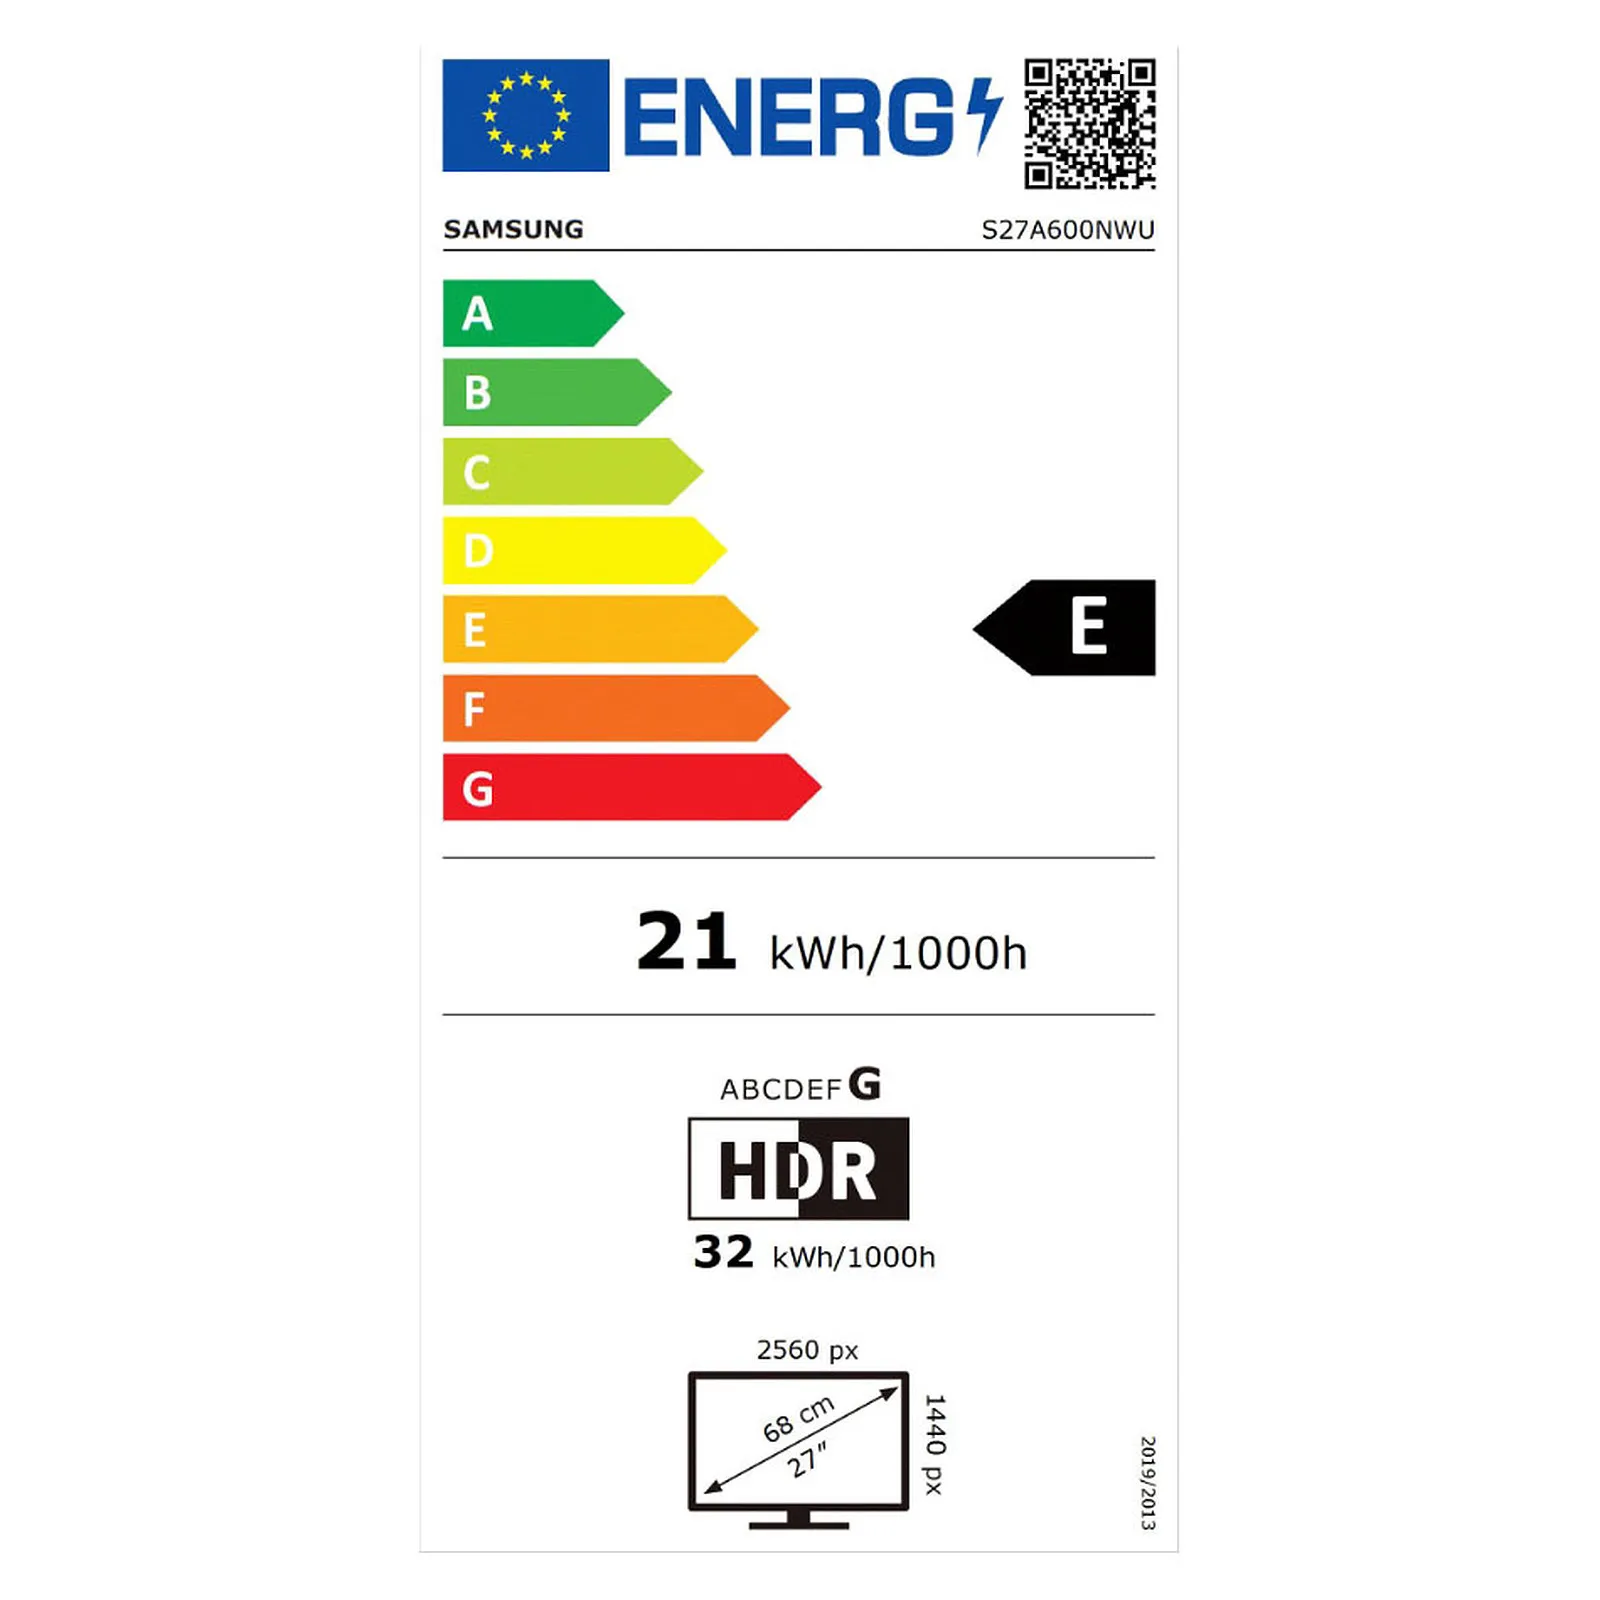 ENERG
SAMSUNG S27A600NWU
A
B
C
D
E
E
F
G
21 kWh/1000h
ABCDEFG
HDR
32 kWh/1000h
2560 px
68 cm
27"
1440 px
2019/2013